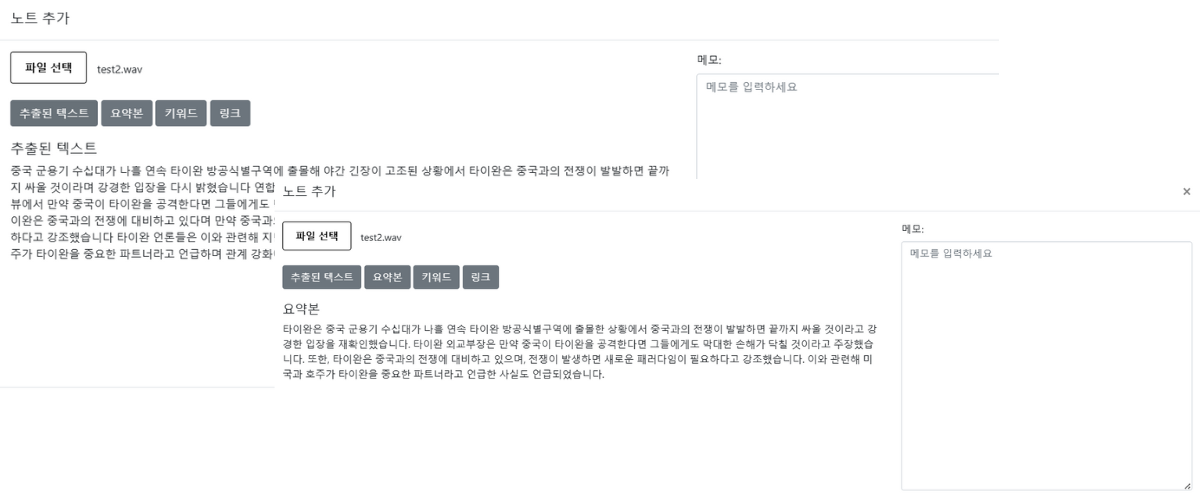 노트 추가
파일 선택 test2.wav
메모:
메모를 입력하세요
추출된 텍스트 요약본 키워드 링크
추출된 텍스트
중국 군용기 수십대가 나흘 연속 타이완 방공식별구역에 출몰해 야간 긴장이 고조된 상황에서 타이완은 중국과의 전쟁이 발발하면 끝까
지 싸울 것이라며 강경한 입장을 다시 밝혔습니다 연합
뷰에서 만약 중국이 타이완을 공격한다면 그들에게도
이완은 중국과의 전쟁에 대비하고 있다며 만약 중국과
하다고 강조했습니다 타이완 언론들은 이와 관련해
주가 타이완을 중요한 파트너라고 언급하며 관계 강화
노트 추가 ×
파일 선택 test2.wav
메모:
메모를 입력하세요
추출된 텍스트 요약본 키워드 링크
요약본
타이완은 중국 군용기 수십대가 나흘 연속 타이완 방공식별구역에 출몰한 상황에서 중국과의 전쟁이 발발하면 끝까지 싸울 것이라고 강
경한 입장을 재확인했습니다. 타이완 외교부장은 만약 중국이 타이완을 공격한다면 그들에게도 막대한 손해가 닥칠 것이라고 주장했습
니다. 또한, 타이완은 중국과의 전쟁에 대비하고 있으며, 전쟁이 발생하면 새로운 패러다임이 필요하다고 강조했습니다. 이와 관련해 미
국과 호주가 타이완을 중요한 파트너라고 언급한 사실도 언급되었습니다.